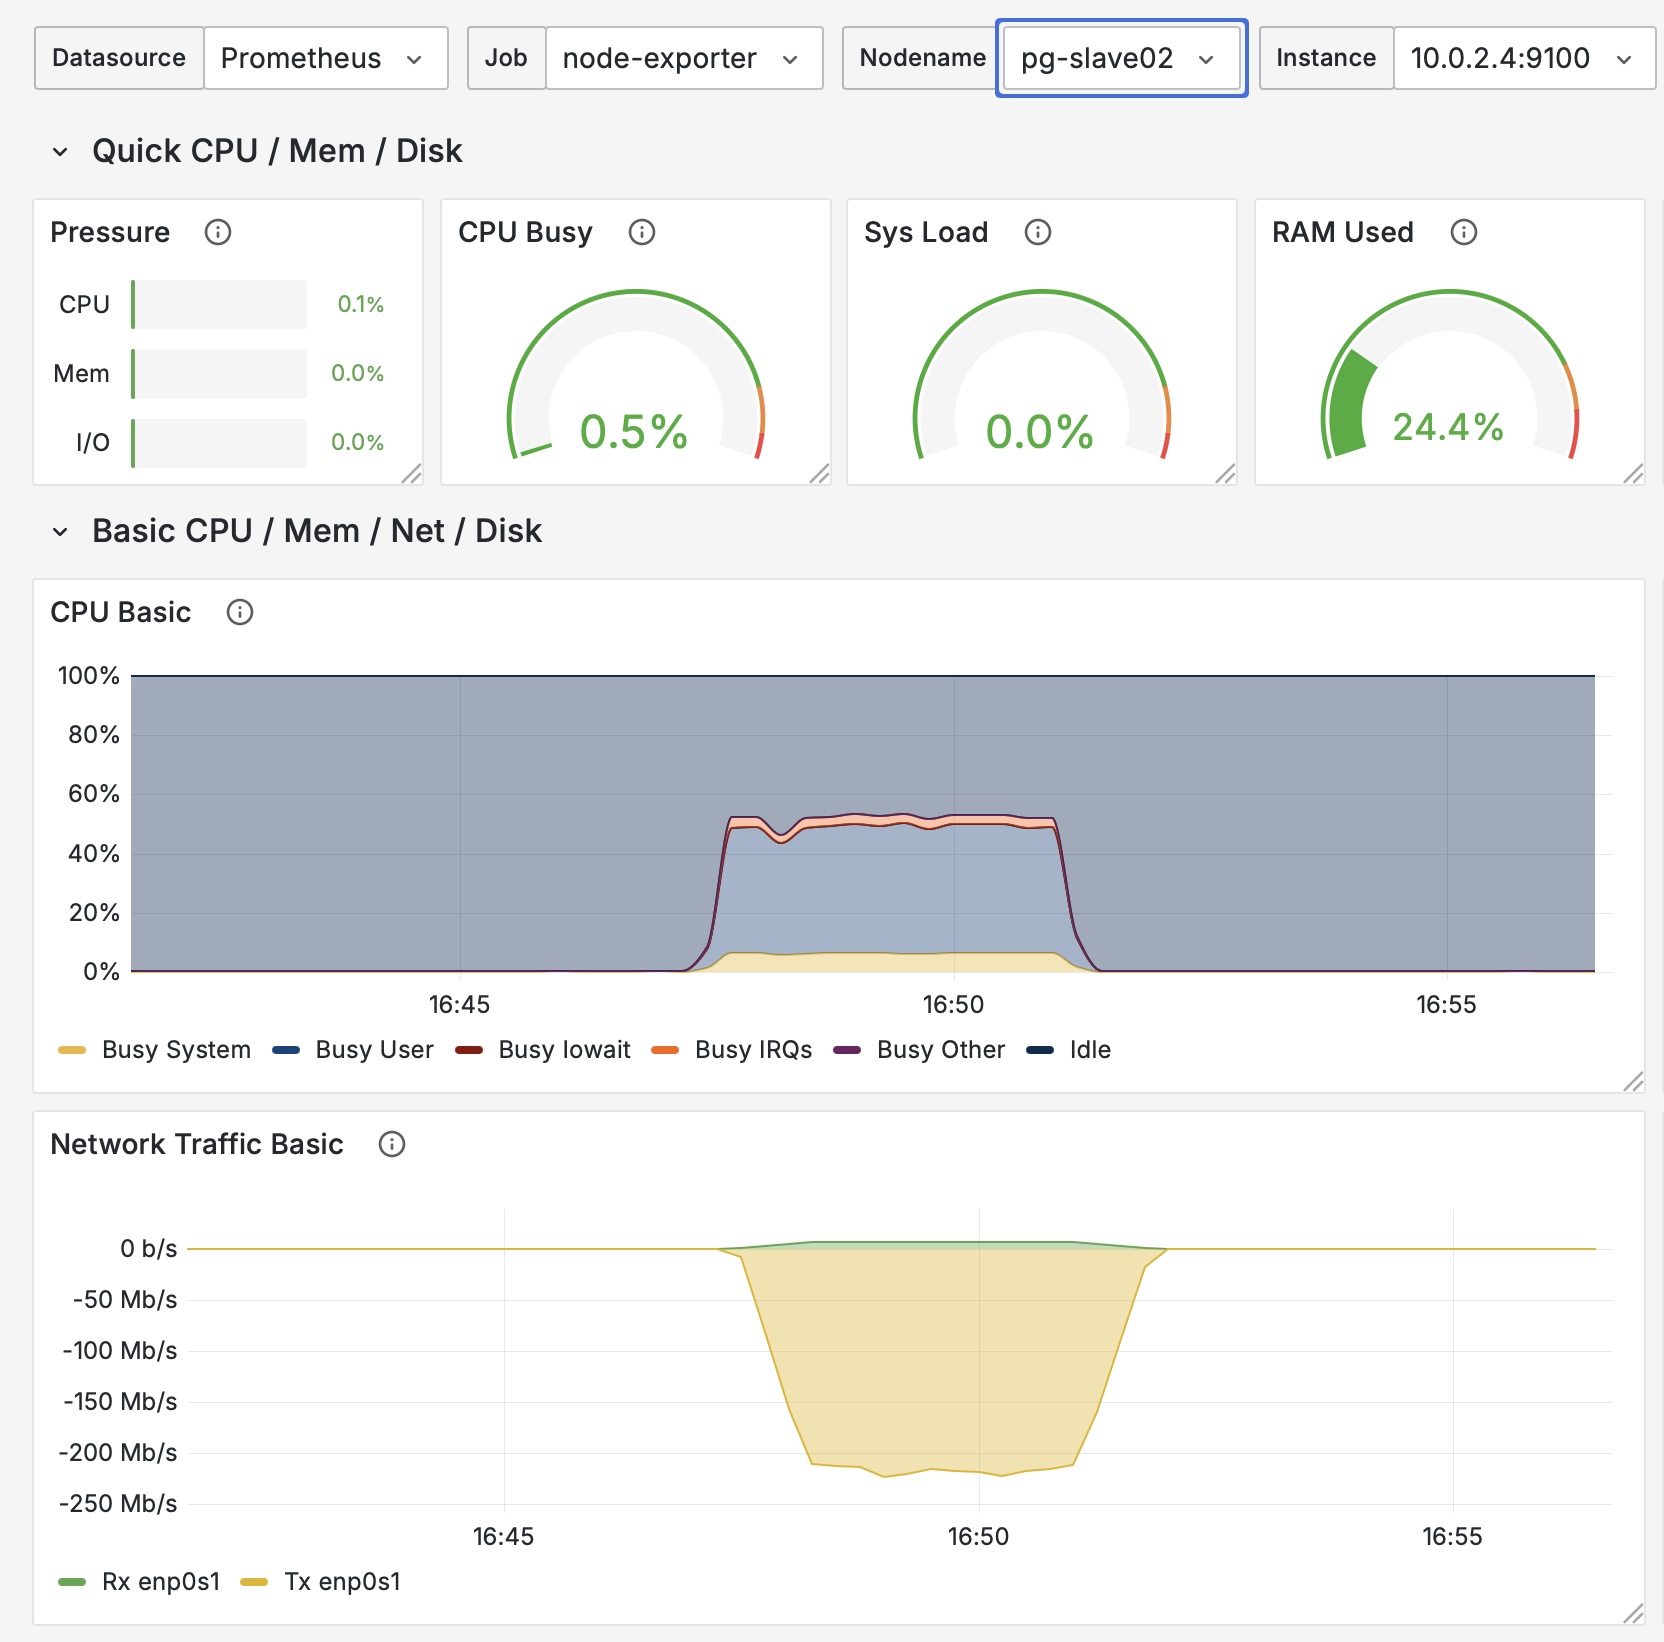 Datasource Prometheus Job node-exporter Nodename pg-slave02 Instance 10.0.2.4:9100
Quick CPU / Mem / Disk
Pressure
CPU 0.1%
Mem 0.0%
I/O 0.0%
CPU Busy
0.5%
Sys Load
0.0%
RAM Used
24.4%
Basic CPU / Mem / Net / Disk
CPU Basic
100%
80%
60%
40%
20%
0%
16:45 16:50 16:55
Busy System Busy User Busy Iowait Busy IRQs Busy Other Idle
Network Traffic Basic
0 b/s
-50 Mb/s
-100 Mb/s
-150 Mb/s
-200 Mb/s
-250 Mb/s
16:45 16:50 16:55
Rx enp0s1 Tx enp0s1